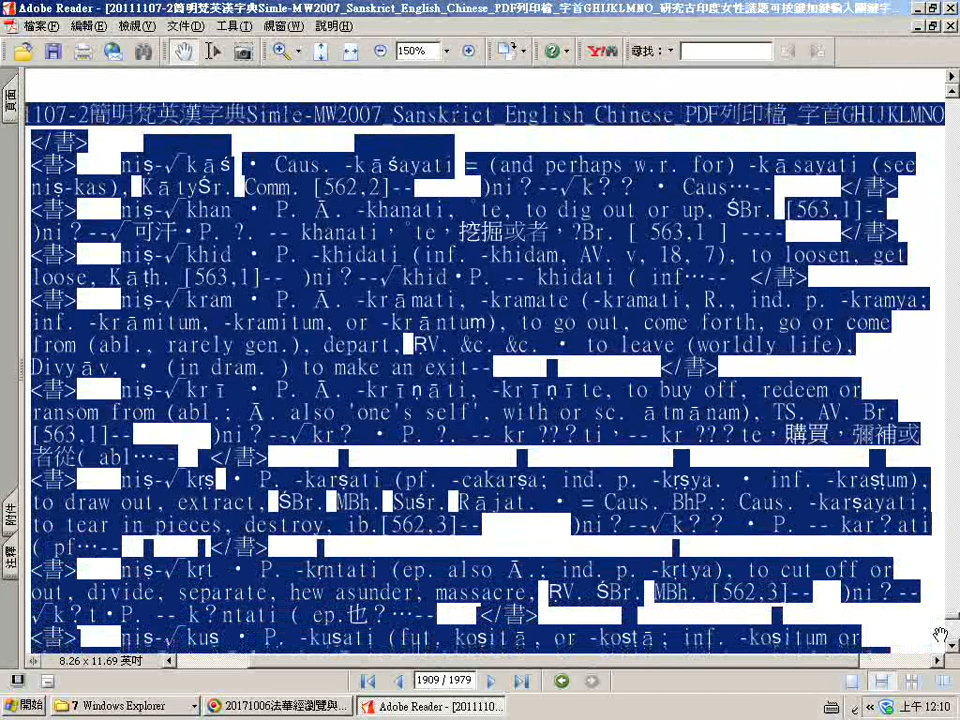 Adobe Reader - [20111107-2簡明梵英漢字典Simle-MW2007_Sanskrict_English_Chinese_PDF列印檔_字首GHIJKLMNO_研究古印度女性議題可按鍵加鍵輸入關鍵字
檔案(F) 編輯(E) 檢視(V) 文件(D) 工具(T) 視窗(W) 說明(H)
150% 尋找:
頁面
1107-2簡明梵英漢字典Simle-MW2007_Sanskrict_English_Chinese_PDF列印檔_字首GHIJKLMNO
</書>
<書> niṣ-√kāś • Caus. -kāśayati = (and perhaps w.r. for) -kāsayati (see
niṣ-kas), KātyŚr. Comm. [562,2]-- )ni?--√k?? • Caus…-- </書>
<書> niṣ-√khan • P. Ā. -khanati, °te, to dig out or up, ŚBr. [563,1]--
)ni?--√可汗•P. ?. -- khanati,°te,挖掘或者,?Br. [ 563,1 ] ---- </書>
<書> niṣ-√khid • P. -khidati (inf. -khidam, AV. v, 18, 7), to loosen, get
loose, Kāṭh. [563,1]-- )ni?--√khid•P. -- khidati ( inf…-- </書>
<書> niṣ-√kram • P. Ā. -krāmati, -kramate (-kramati, R., ind. p. -kramya;
inf. -krāmitum, -kramitum, or -krāntuṃ), to go out, come forth, go or come
from (abl., rarely gen.), depart, ṚV. &c. &c. • to leave (worldly life),
Divyāv. • (in dram. ) to make an exit-- </書>
<書> niṣ-√krī • P. Ā. -krīṇāti, -krīṇīte, to buy off, redeem or
ransom from (abl.; Ā. also 'one's self', with or sc. ātmānam), TS. AV. Br.
[563,1]-- )ni?--√kr? • P. ?. -- kr ???ti, -- kr ???te,購買,彌補或
者從( abl…-- </書>
<書> niṣ-√kṛṣ • P. -karṣati (pf. -cakarṣa; ind. p. -kṛṣya. • inf. -kraṣṭum),
to draw out, extract, ŚBr. MBh. Suśr. Rājat. • = Caus. BhP.: Caus. -karṣayati,
to tear in pieces, destroy, ib.[562,3]-- )ni?--√k?? • P. -- kar?ati
( pf…-- </書>
<書> niṣ-√kṛt • P. -kṛntati (ep. also Ā.; ind. p. -kṛtya), to cut off or
out, divide, separate, hew asunder, massacre, ṚV. ŚBr. MBh. [562,3]-- )ni?--
√k?t•P. -- k?ntati ( ep.也?…-- </書>
<書> niṣ-√kuṣ • P. -kuṣati (fut. koṣitā, or -koṣṭā; inf. -koṣitum or
附件
注釋
8.26 x 11.69 英吋
1909 / 1979
開始 7 Windows Explorer 20171006法華經瀏覽與... Adobe Reader - [2011110... 上午 12:10